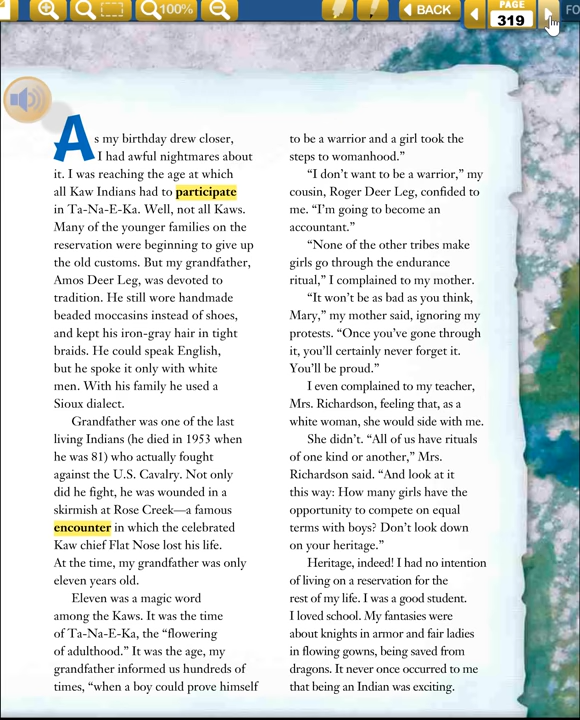 100%
BACK
PAGE
319
FO
As my birthday drew closer,
I had awful nightmares about
it. I was reaching the age at which
all Kaw Indians had to participate
in Ta-Na-E-Ka. Well, not all Kaws.
Many of the younger families on the
reservation were beginning to give up
the old customs. But my grandfather,
Amos Deer Leg, was devoted to
tradition. He still wore handmade
beaded moccasins instead of shoes,
and kept his iron-gray hair in tight
braids. He could speak English,
but he spoke it only with white
men. With his family he used a
Sioux dialect.
Grandfather was one of the last
living Indians (he died in 1953 when
he was 81) who actually fought
against the U.S. Cavalry. Not only
did he fight, he was wounded in a
skirmish at Rose Creek—a famous
encounter in which the celebrated
Kaw chief Flat Nose lost his life.
At the time, my grandfather was only
eleven years old.
Eleven was a magic word
among the Kaws. It was the time
of Ta-Na-E-Ka, the “flowering
of adulthood.” It was the age, my
grandfather informed us hundreds of
times, “when a boy could prove himself
to be a warrior and a girl took the
steps to womanhood.”
“I don’t want to be a warrior,” my
cousin, Roger Deer Leg, confided to
me. “I’m going to become an
accountant.”
“None of the other tribes make
girls go through the endurance
ritual,” I complained to my mother.
“It won’t be as bad as you think,
Mary,” my mother said, ignoring my
protests. “Once you’ve gone through
it, you’ll certainly never forget it.
You’ll be proud.”
I even complained to my teacher,
Mrs. Richardson, feeling that, as a
white woman, she would side with me.
She didn’t. “All of us have rituals
of one kind or another,” Mrs.
Richardson said. “And look at it
this way: How many girls have the
opportunity to compete on equal
terms with boys? Don’t look down
on your heritage.”
Heritage, indeed! I had no intention
of living on a reservation for the
rest of my life. I was a good student.
I loved school. My fantasies were
about knights in armor and fair ladies
in flowing gowns, being saved from
dragons. It never once occurred to me
that being an Indian was exciting.